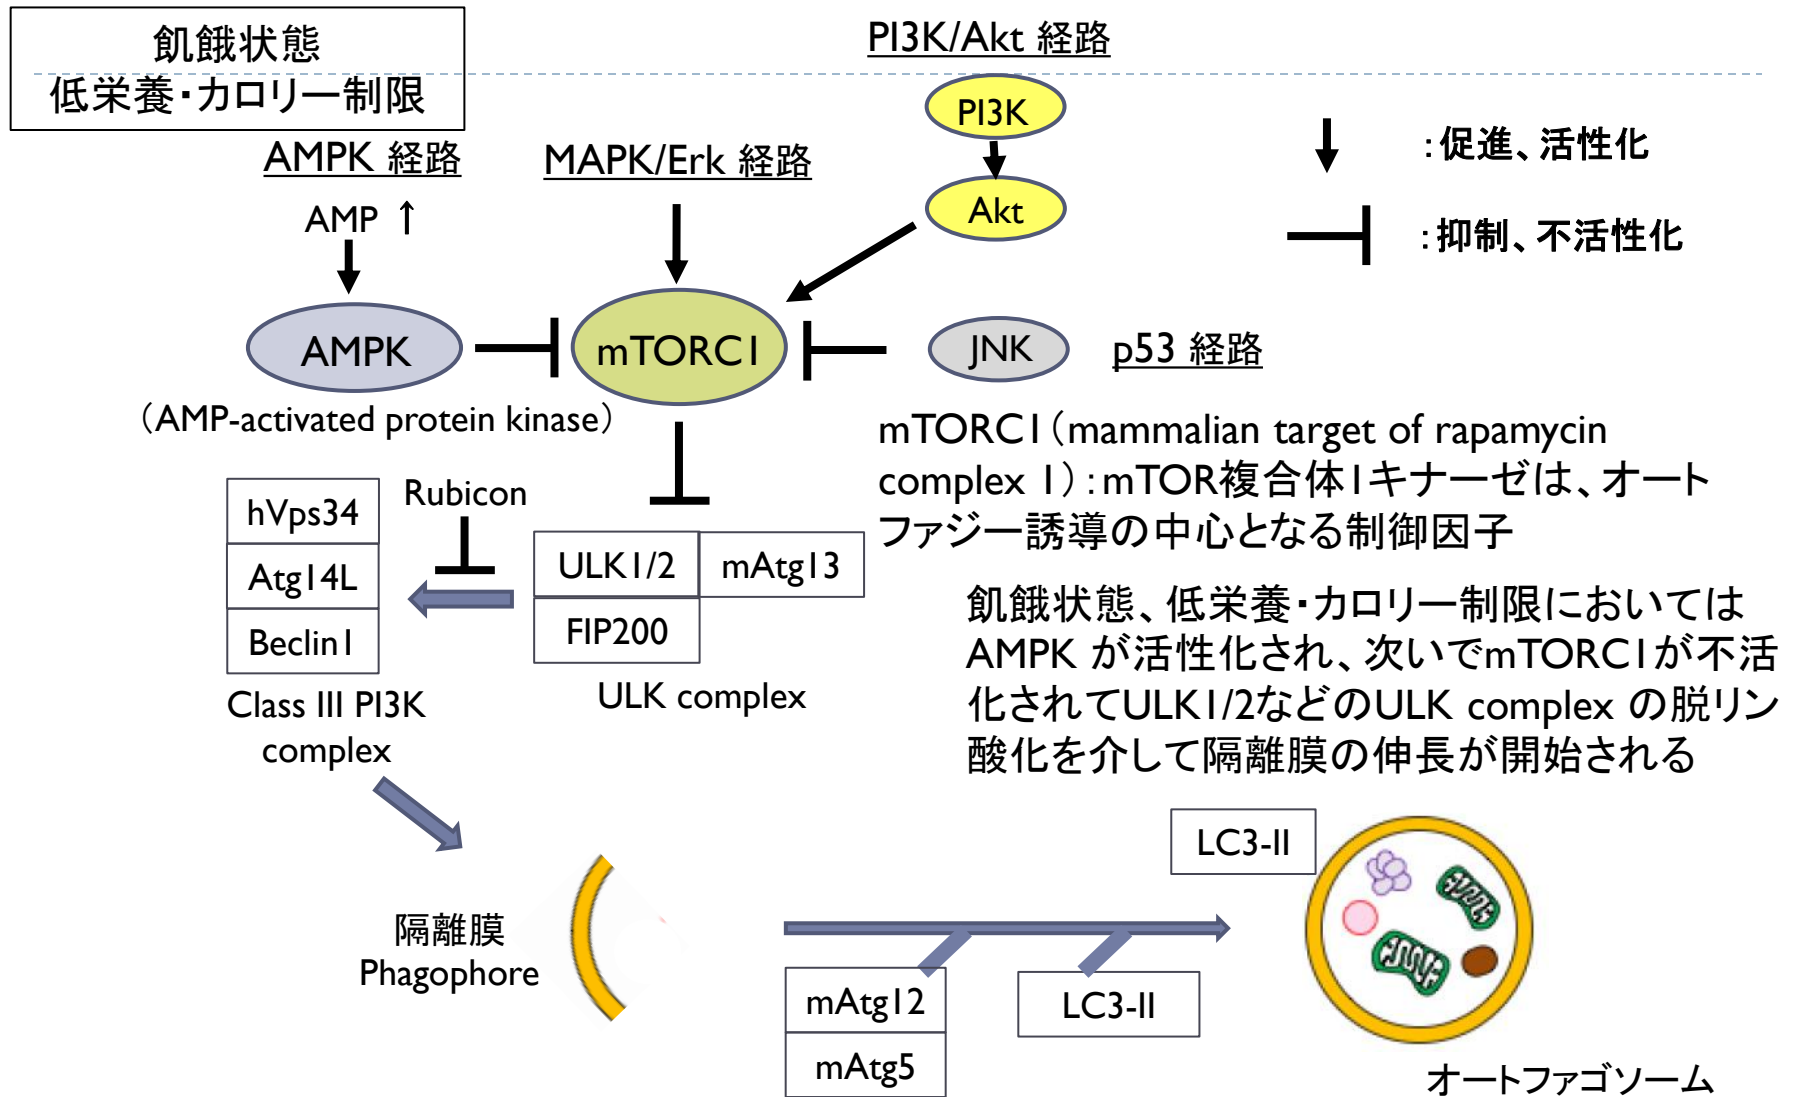 飢餓状態
低栄養・カロリー制限
PI3K/Akt 経路
PI3K
Akt
:促進、活性化
:抑制、不活性化
AMPK 経路
AMP ↑
MAPK/Erk 経路
AMPK
(AMP-activated protein kinase)
mTORC1
JNK
p53 経路
mTORC1(mammalian target of rapamycin
complex 1):mTOR複合体1キナーゼは、オート
ファジー誘導の中心となる制御因子
hVps34
Atg14L
Beclin1
Class III PI3K
complex
Rubicon
ULK1/2
mAtg13
FIP200
ULK complex
飢餓状態、低栄養・カロリー制限においては
AMPK が活性化され、次いでmTORC1が不活
化されてULK1/2などのULK complex の脱リン
酸化を介して隔離膜の伸長が開始される
隔離膜
Phagophore
mAtg12
mAtg5
LC3-II
LC3-II
オートファゴソーム